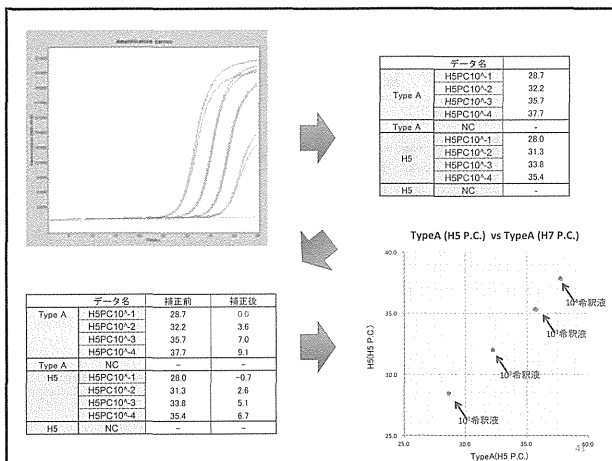 データ名
Type A H5PC10^-1 28.7
H5PC10^-2 32.2
H5PC10^-3 35.7
H5PC10^-4 37.7
Type A NC -
H5 H5PC10^-1 28.0
H5PC10^-2 31.3
H5PC10^-3 33.8
H5PC10^-4 35.4
H5 NC -
データ名 補正前 補正後
Type A H5PC10^-1 28.7 0.0
H5PC10^-2 32.2 3.6
H5PC10^-3 35.7 7.0
H5PC10^-4 37.7 9.1
Type A NC – –
H5 H5PC10^-1 28.0 -0.7
H5PC10^-2 31.3 2.6
H5PC10^-3 33.8 5.1
H5PC10^-4 35.4 6.7
H5 NC – –
TypeA (H5 P.C.) vs TypeA (H7 P.C.)
40.0
35.0
30.0
25.0
H5(H5 P.C.)
希釈液
希釈液
希釈液
希釈液
25.0 30.0 35.0 40.0
TypeA(H5 P.C.)